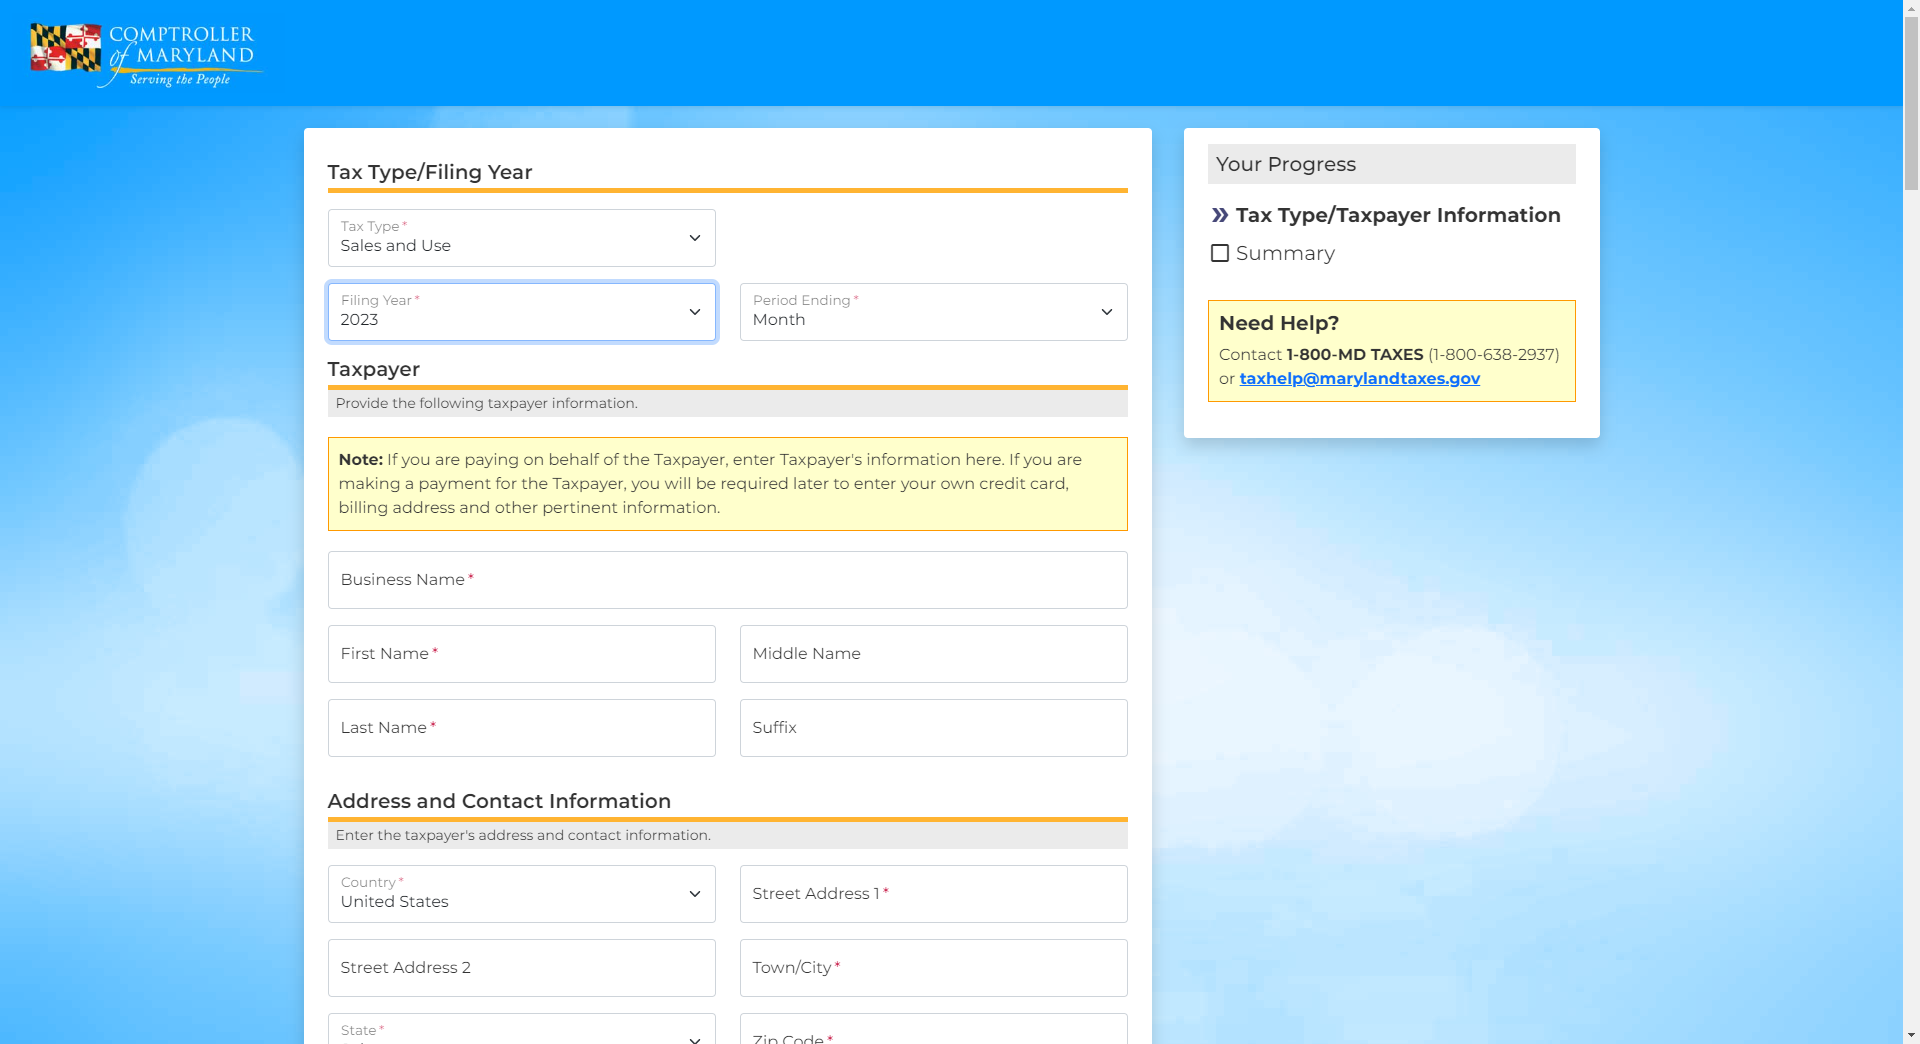 COMPTROLLER
of MARYLAND
Serving the People
Tax Type/Filing Year
Tax Type *
Sales and Use
Filing Year *
2023
Period Ending *
Month
Taxpayer
Provide the following taxpayer information.
Note: If you are paying on behalf of the Taxpayer, enter Taxpayer's information here. If you are
making a payment for the Taxpayer, you will be required later to enter your own credit card,
billing address and other pertinent information.
Business Name *
First Name *
Middle Name
Last Name *
Suffix
Address and Contact Information
Enter the taxpayer's address and contact information.
Country *
United States
Street Address 1 *
Street Address 2
Town/City *
State *
Zip Code *
Your Progress
» Tax Type/Taxpayer Information
Summary
Need Help?
Contact 1-800-MD TAXES (1-800-638-2937)
or taxhelp@marylandtaxes.gov